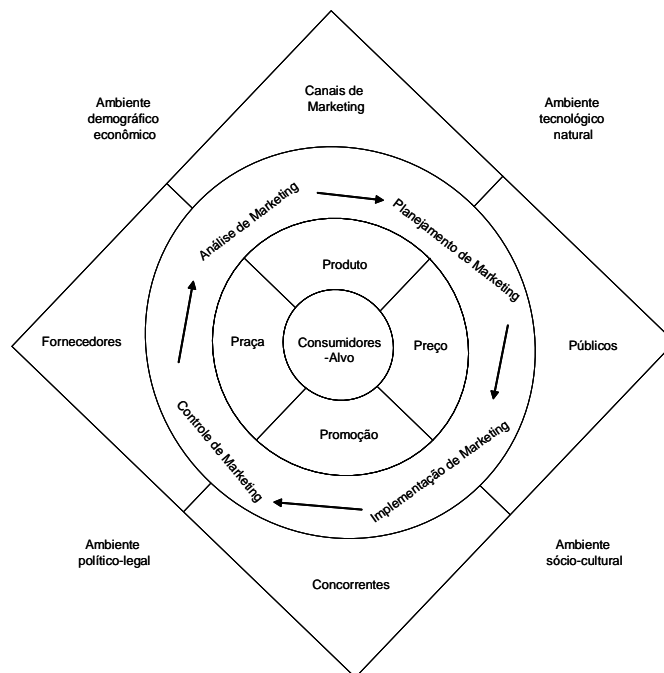 Canais de
Marketing
Ambiente
demográfico
econômico
Ambiente
tecnológico
natural
Análise de Marketing
Planejamento de Marketing
Produto
Fornecedores
Praça
Consumidores
-Alvo
Preço
Públicos
Promoção
Controle de Marketing
Implementação de Marketing
Ambiente
político-legal
Concorrentes
Ambiente
sócio-cultural